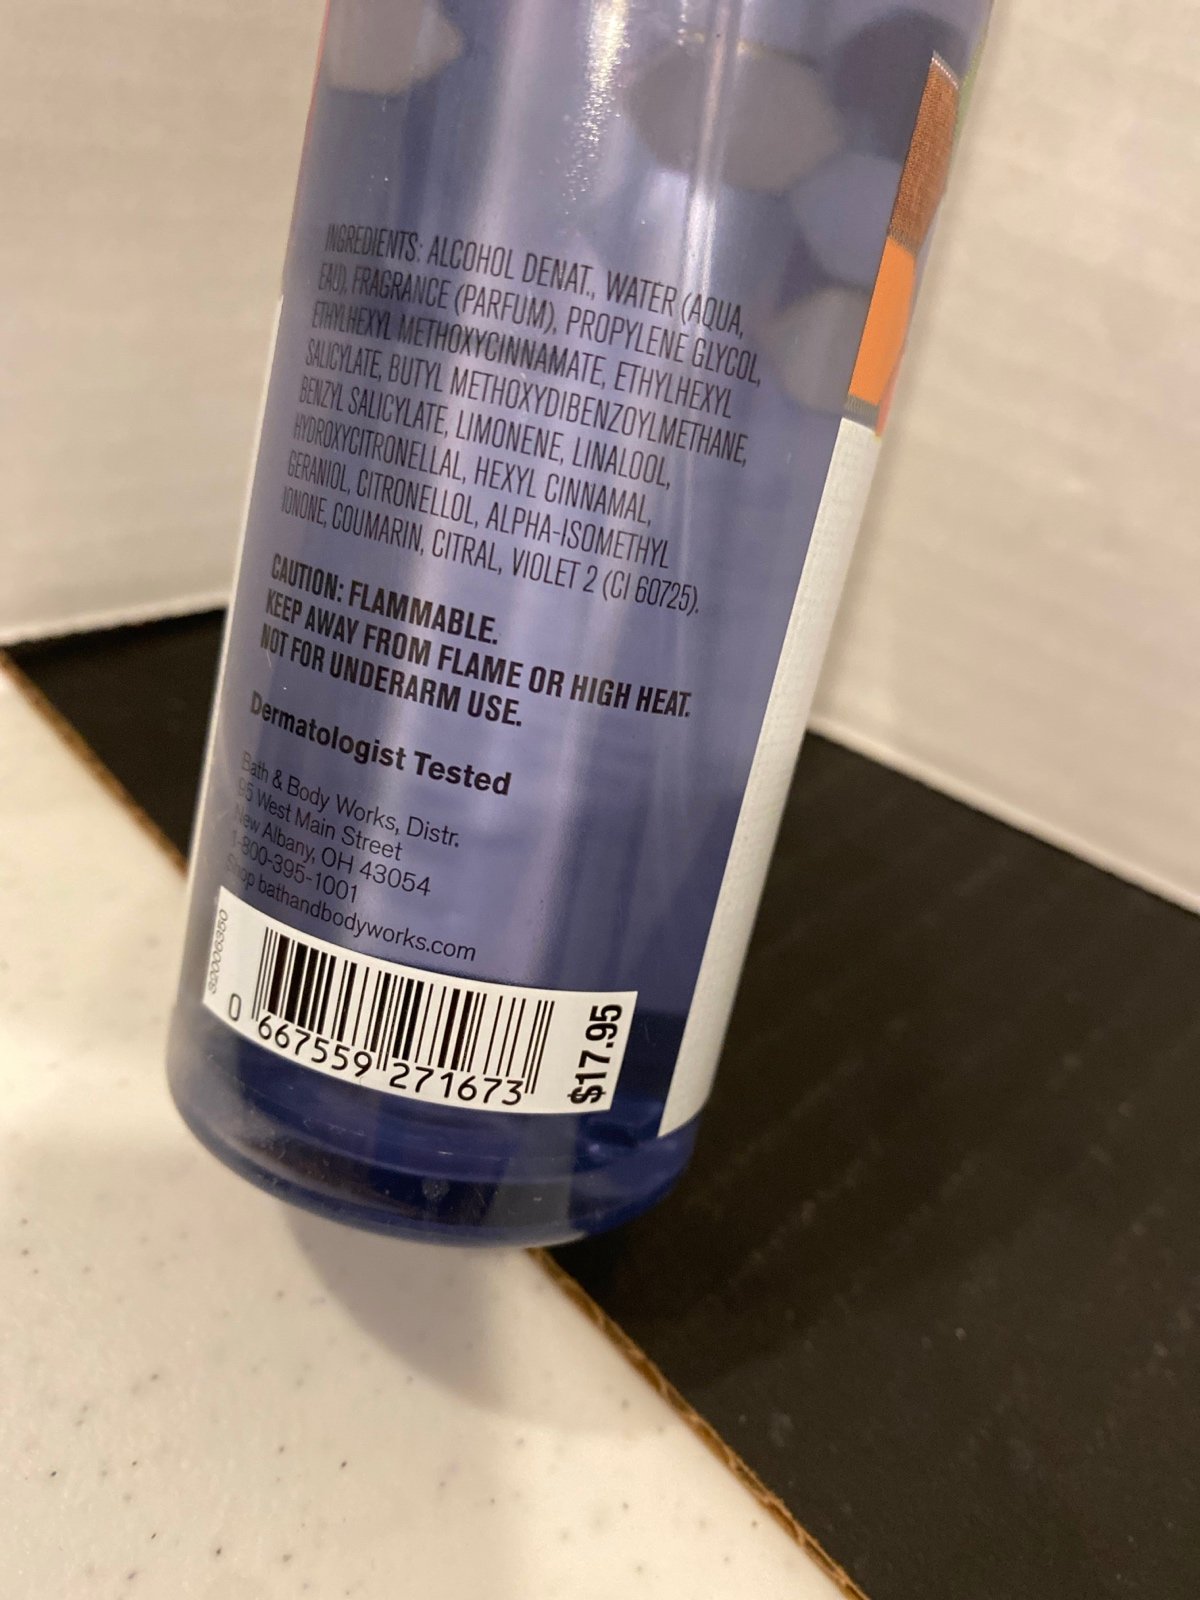 INGREDIENTS: ALCOHOL DENAT., WATER (AQUA,
EAU), FRAGRANCE (PARFUM), PROPYLENE GLYCOL,
ETHYLHEXYL METHOXYCINNAMATE, ETHYLHEXYL
SALICYLATE, BUTYL METHOXYDIBENZOYLMETHANE,
BENZYL SALICYLATE, LIMONENE, LINALOOL,
HYDROXYCITRONELLAL, HEXYL CINNAMAL,
GERANIOL, CITRONELLOL, ALPHA-ISOMETHYL
IONONE, COUMARIN, CITRAL, VIOLET 2 (CI 60725).
CAUTION: FLAMMABLE.
KEEP AWAY FROM FLAME OR HIGH HEAT.
NOT FOR UNDERARM USE.
Dermatologist Tested
Bath & Body Works, Distr.
95 West Main Street
New Albany, OH 43054
1-800-395-1001
Shop bathandbodyworks.com
32006350
0 667559 271673
$17.95